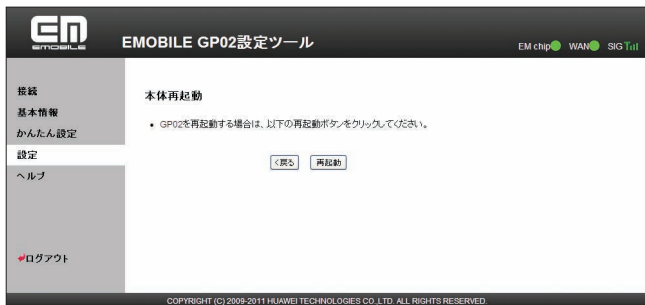 EM
EMOBILE
EMOBILE GP02設定ツール
EM chip WAN SIG
接続
基本情報
かんたん設定
設定
ヘルプ
ログアウト
本体再起動
• GP02を再起動する場合は、以下の再起動ボタンをクリックしてください。
<戻る 再起動
COPYRIGHT (C) 2009-2011 HUAWEI TECHNOLOGIES CO.,LTD. ALL RIGHTS RESERVED.